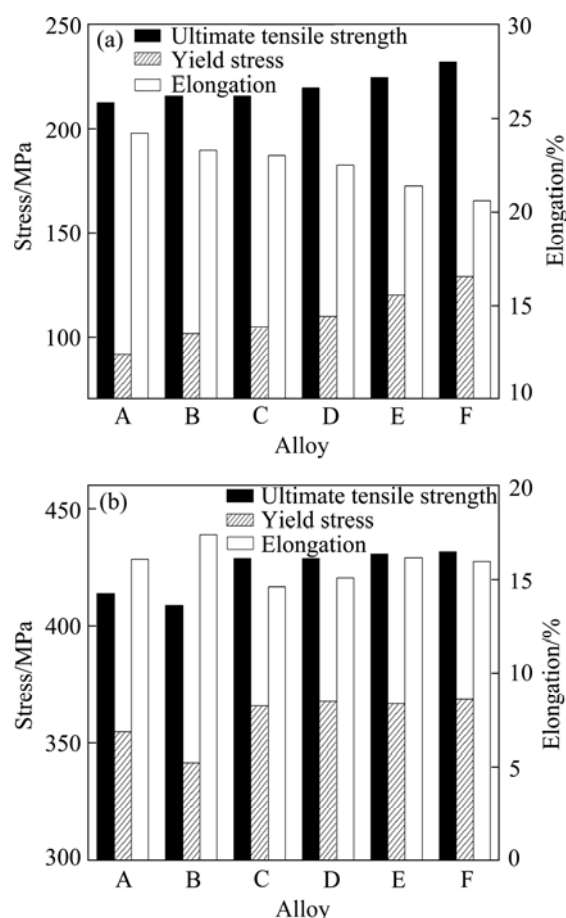 250
(a)
Ultimate tensile strength
30
Yield stress
Elongation
25
200
Stress/MPa
20
Elongation/%
150
15
100
10
A B C D E F
Alloy
(b)
Ultimate tensile strength
20
450
Yield stress
Elongation
15
400
Stress/MPa
10
Elongation/%
350
5
300
0
A B C D E F
Alloy